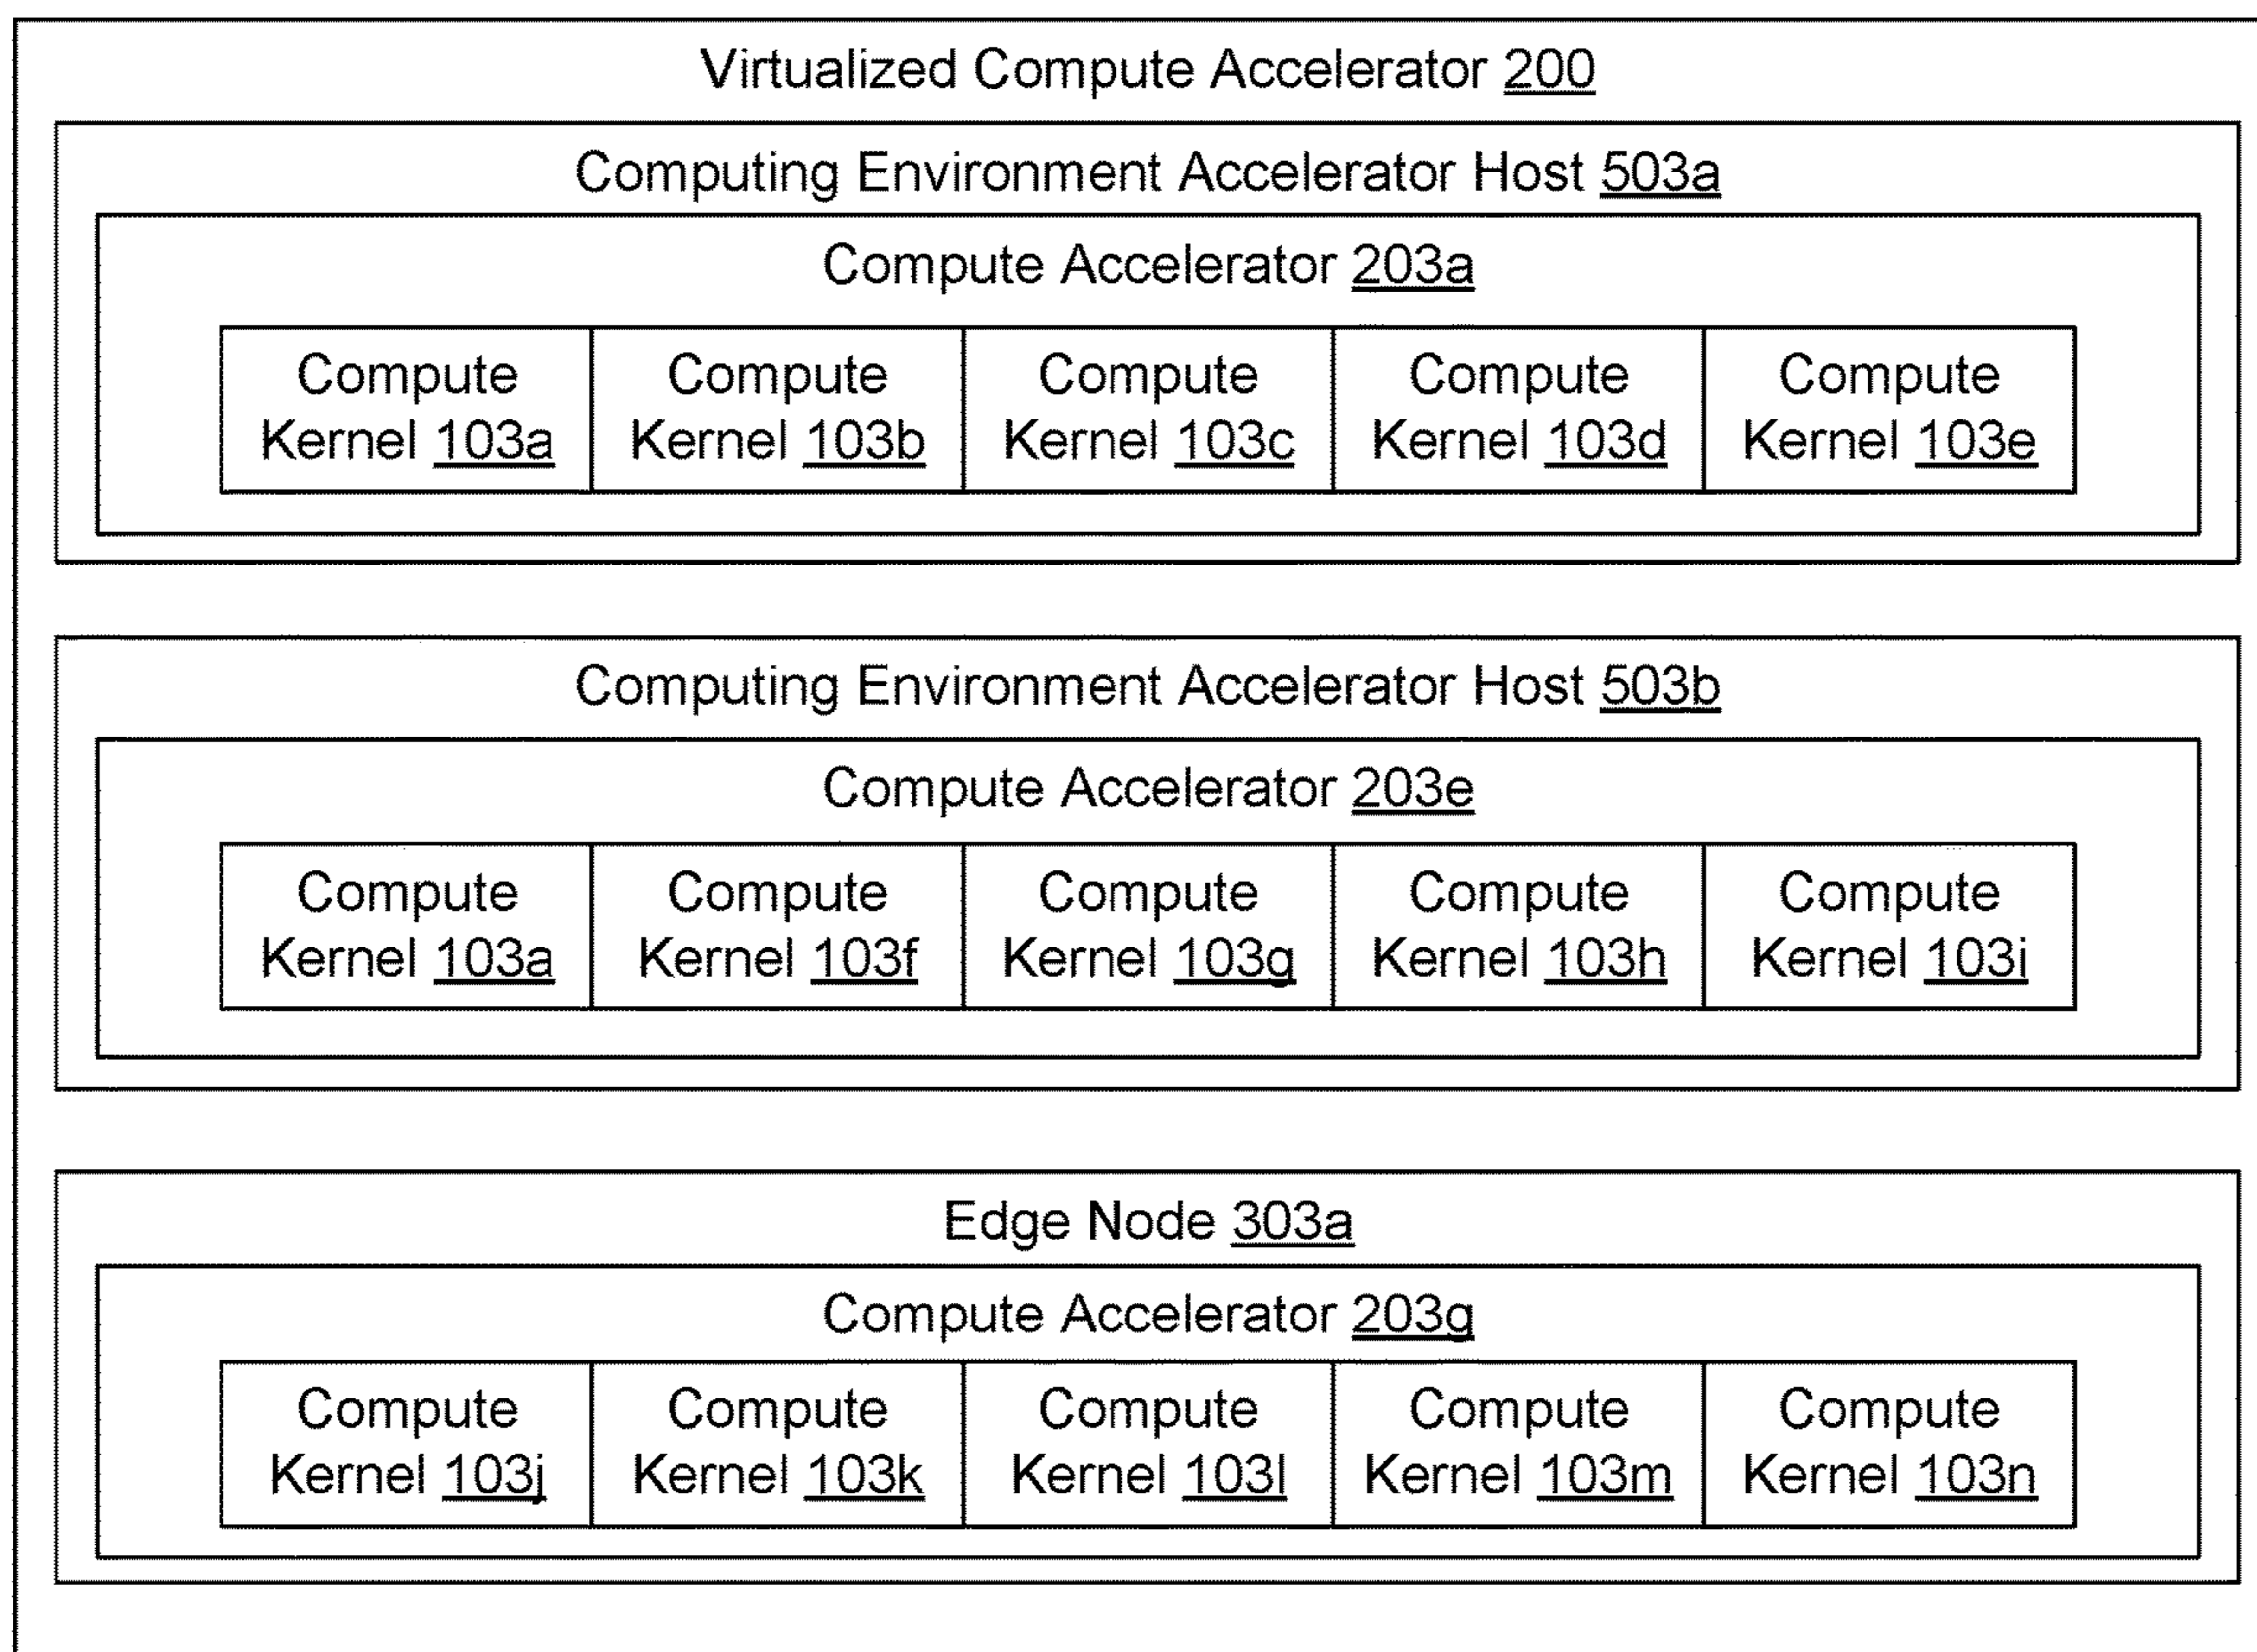 Virtualized Compute Accelerator 200
Computing Environment Accelerator Host 503a
Compute Accelerator 203a
Compute Kernel 103a
Compute Kernel 103b
Compute Kernel 103c
Compute Kernel 103d
Compute Kernel 103e
Computing Environment Accelerator Host 503b
Compute Accelerator 203e
Compute Kernel 103a
Compute Kernel 103f
Compute Kernel 103g
Compute Kernel 103h
Compute Kernel 103i
Edge Node 303a
Compute Accelerator 203g
Compute Kernel 103j
Compute Kernel 103k
Compute Kernel 103l
Compute Kernel 103m
Compute Kernel 103n